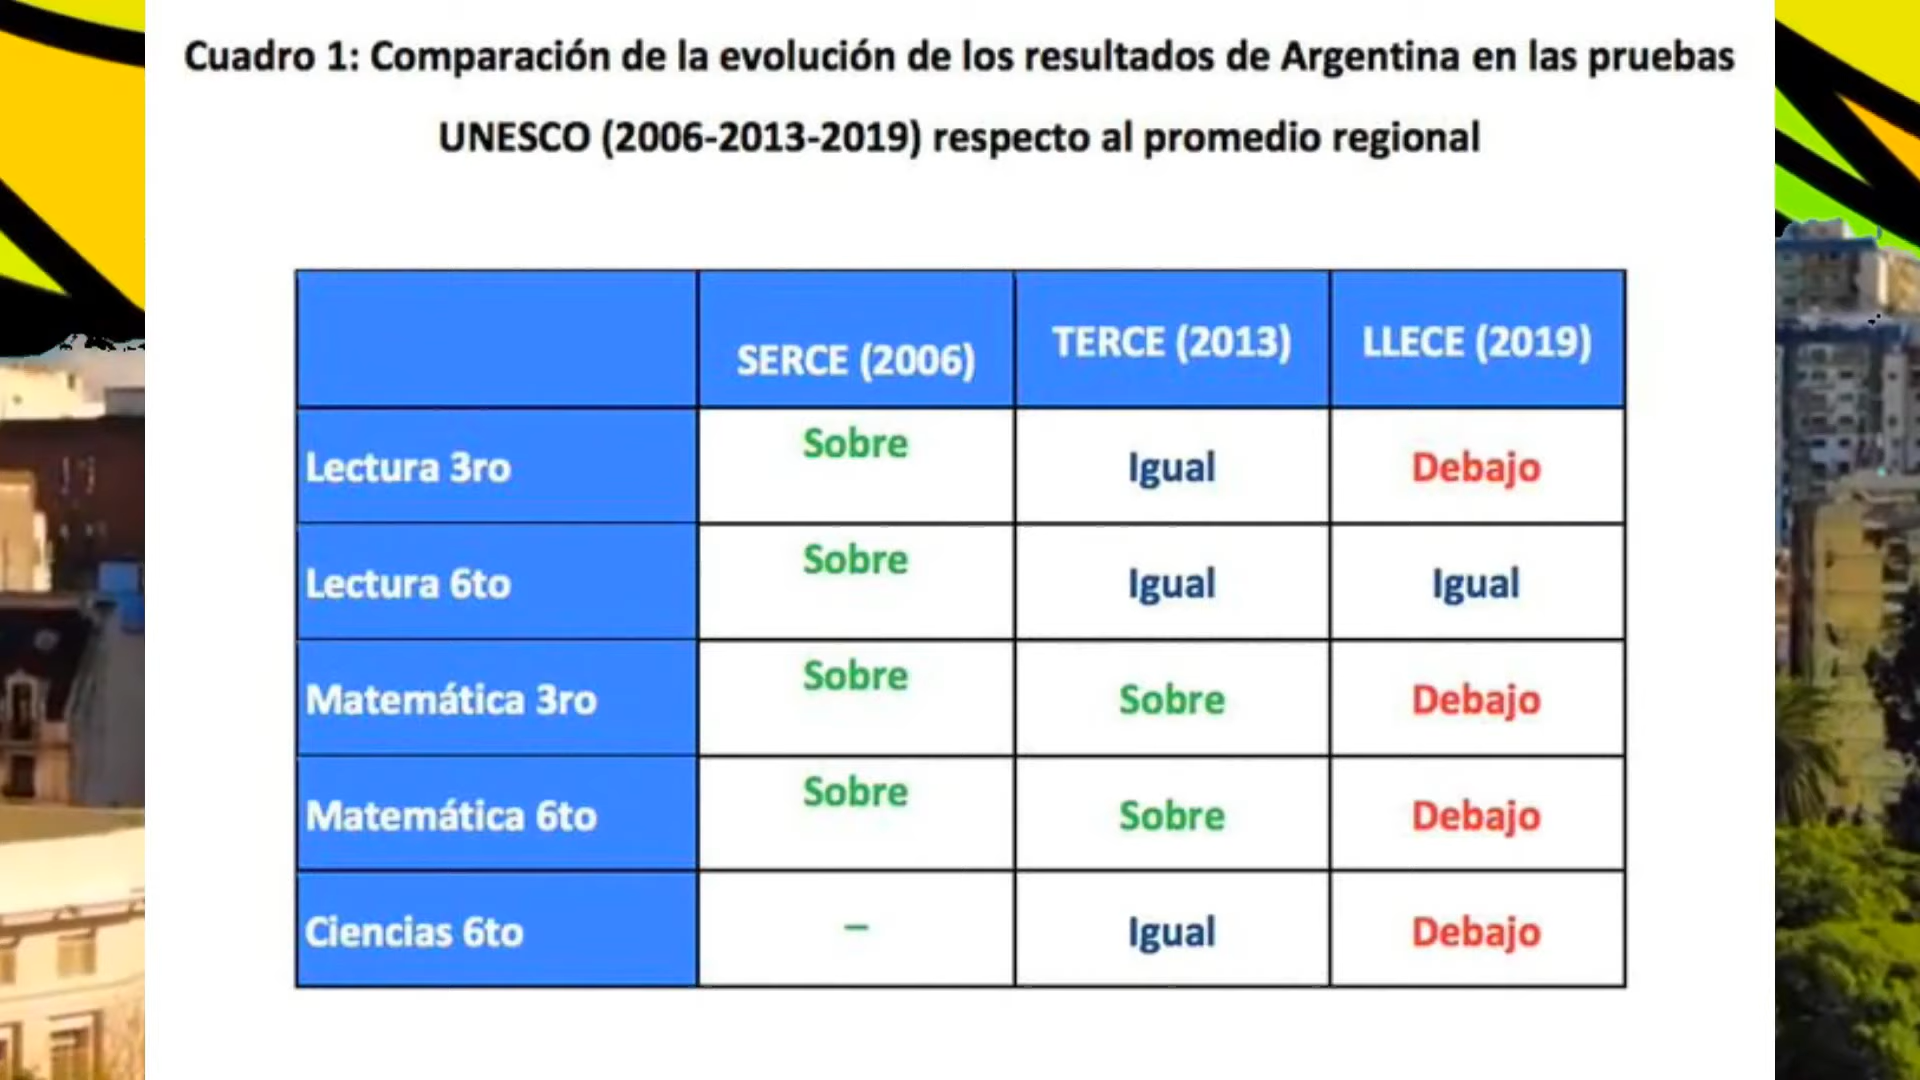 Cuadro 1: Comparación de la evolución de los resultados de Argentina en las pruebas
UNESCO (2006-2013-2019) respecto al promedio regional
SERCE (2006) TERCE (2013) LLECE (2019)
Lectura 3ro Sobre Igual Debajo
Lectura 6to Sobre Igual Igual
Matemática 3ro Sobre Sobre Debajo
Matemática 6to Sobre Sobre Debajo
Ciencias 6to – Igual Debajo